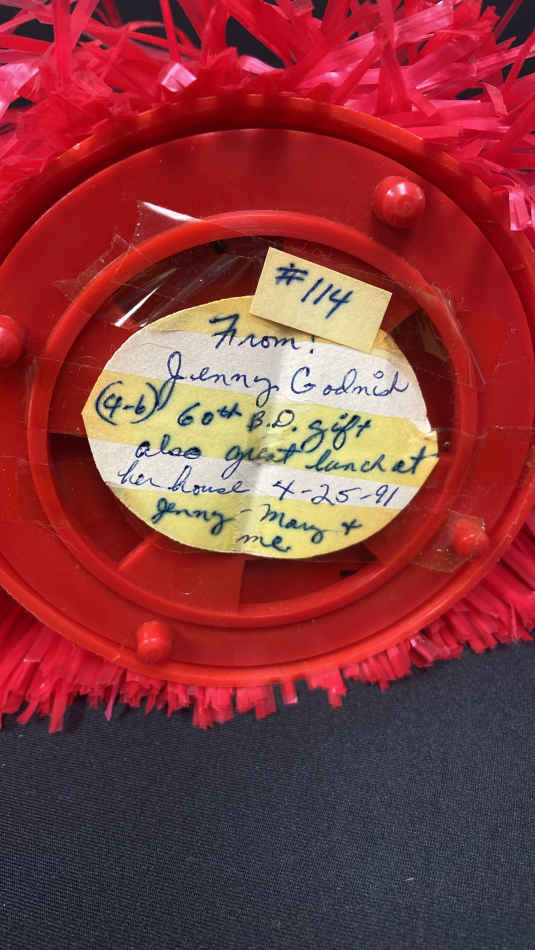 #114
From:
Jenny Godnick
(4-6) 60th B.D. gift
also great lunch at
her house 4-25-91
Jenny - Mary +
me